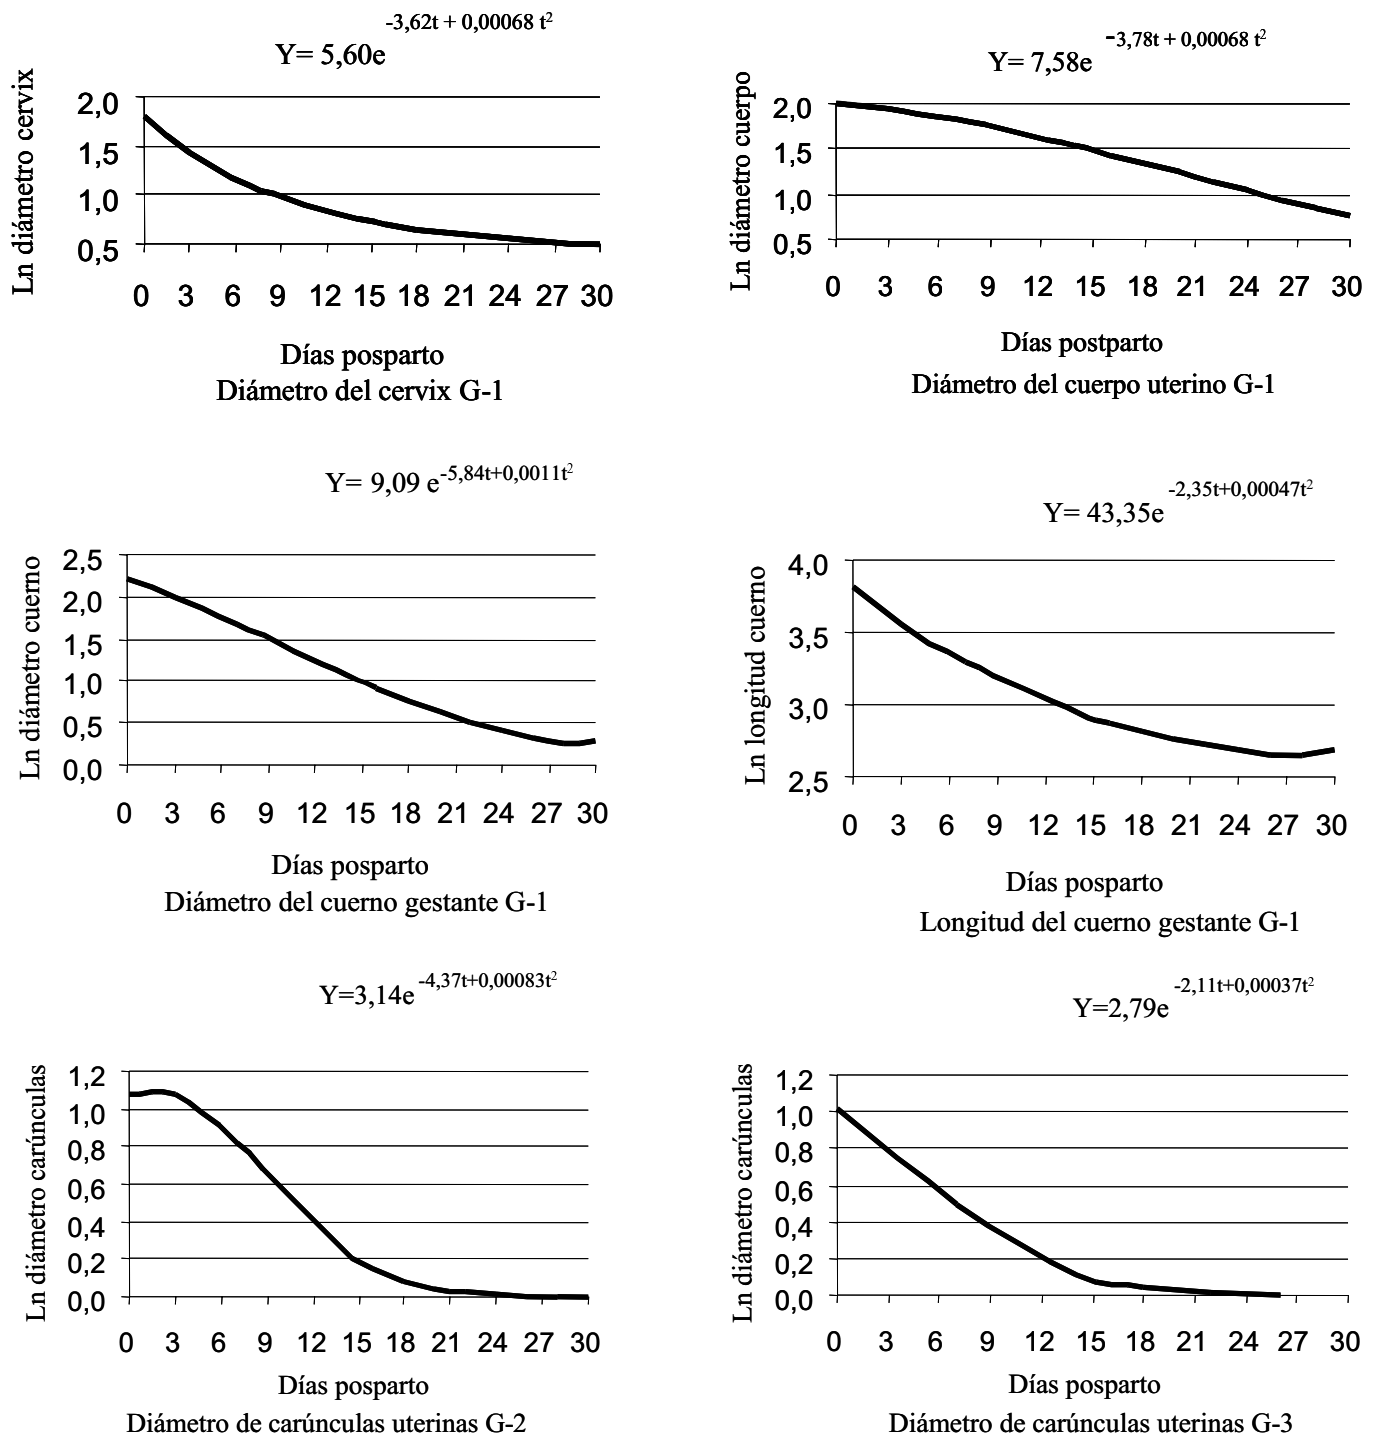 Y= 5,60e -3,62t + 0,00068 t²
Ln diámetro cervix
2,0
1,5
1,0
0,5
0 3 6 9 12 15 18 21 24 27 30
Días posparto
Diámetro del cervix G-1
Y= 7,58e -3,78t + 0,00068 t²
Ln diámetro cuerpo
2,0
1,5
1,0
0,5
0 3 6 9 12 15 18 21 24 27 30
Días postparto
Diámetro del cuerpo uterino G-1
Y= 9,09 e-5,84t+0,0011t²
Ln diámetro cuerno
2,5
2,0
1,5
1,0
0,5
0,0
0 3 6 9 12 15 18 21 24 27 30
Días posparto
Diámetro del cuerno gestante G-1
Y= 43,35e -2,35t+0,00047t²
Ln longitud cuerno
4,0
3,5
3,0
2,5
0 3 6 9 12 15 18 21 24 27 30
Días posparto
Longitud del cuerno gestante G-1
Y=3,14e -4,37t+0,00083t²
Ln diámetro carúnculas
1,2
1,0
0,8
0,6
0,4
0,2
0,0
0 3 6 9 12 15 18 21 24 27 30
Días posparto
Diámetro de carúnculas uterinas G-2
Y=2,79e -2,11t+0,00037t²
Ln diámetro carúnculas
1,2
1,0
0,8
0,6
0,4
0,2
0,0
0 3 6 9 12 15 18 21 24 27 30
Días posparto
Diámetro de carúnculas uterinas G-3